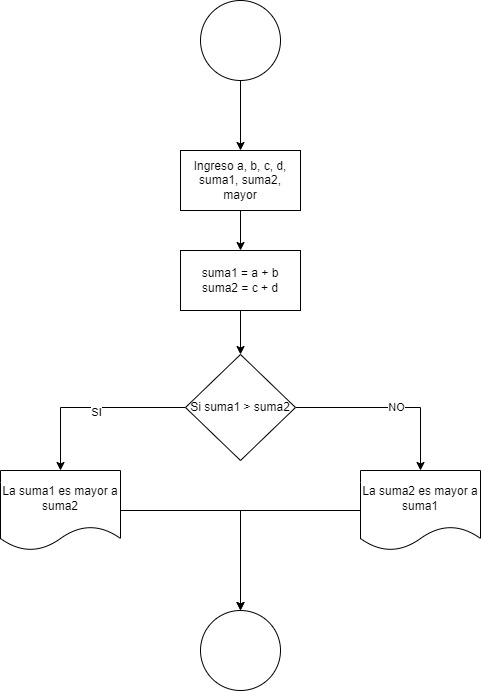 Ingreso a, b, c, d,
suma1, suma2,
mayor
suma1 = a + b
suma2 = c + d
Si suma1 > suma2
SI
NO
La suma1 es mayor a
suma2
La suma2 es mayor a
suma1